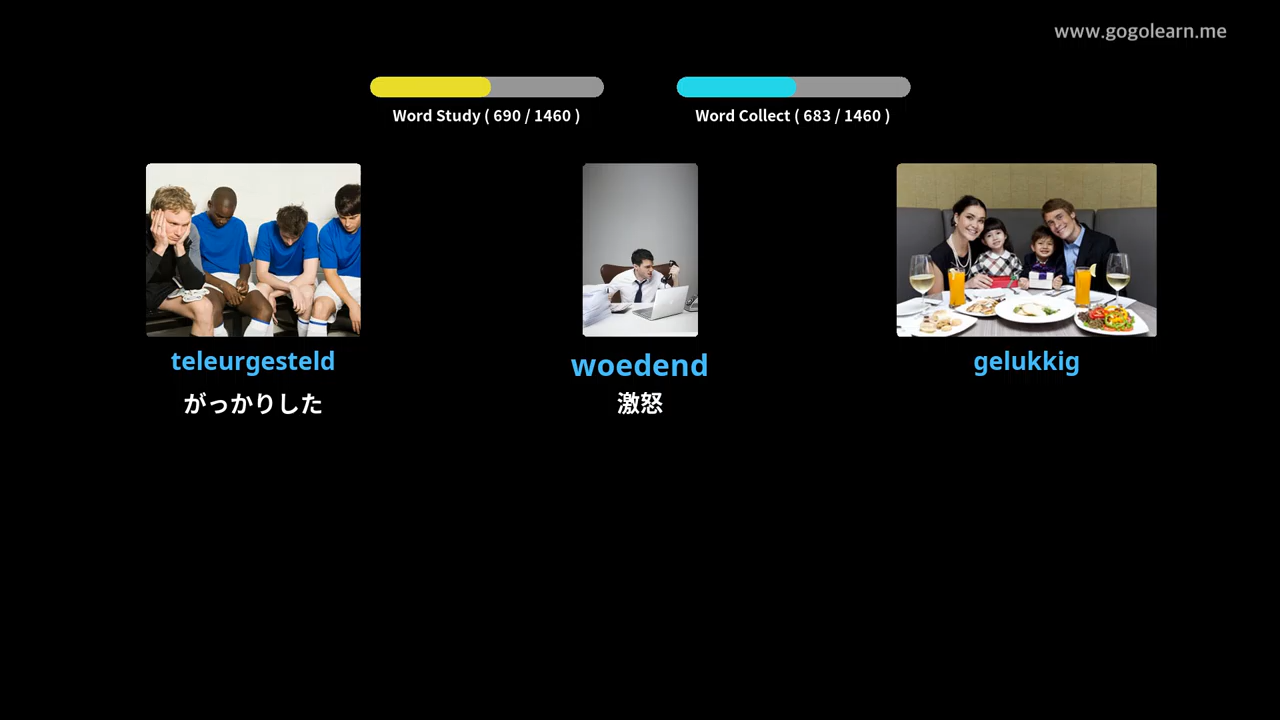 www.gogolearn.me
Word Study ( 690 / 1460 )
Word Collect ( 683 / 1460 )
teleurgesteld
woedend
gelukkig
がっかりした
激怒